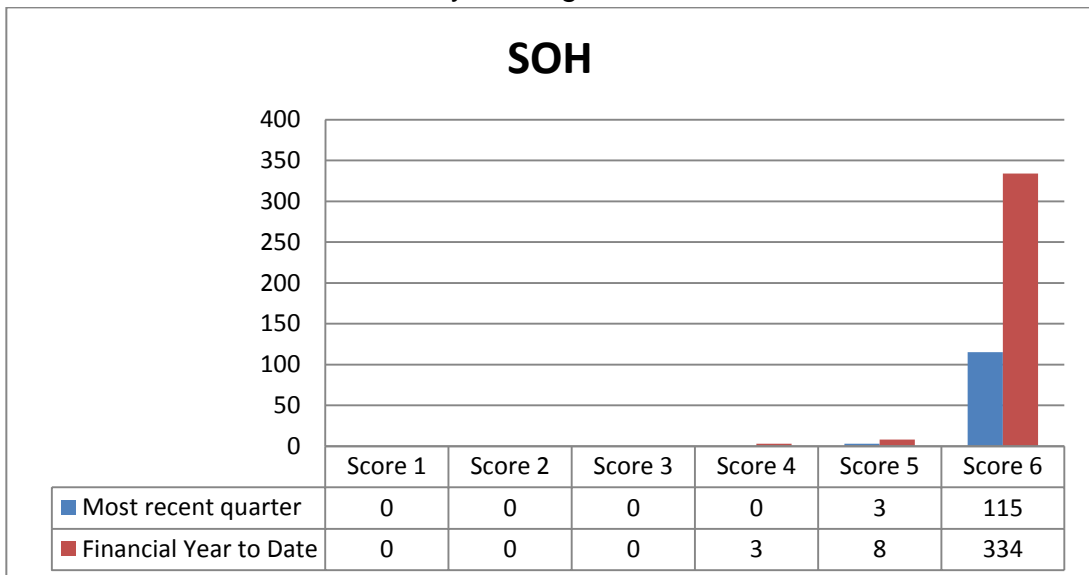 SOH
400
350
300
250
200
150
100
50
0
Score 1 Score 2 Score 3 Score 4 Score 5 Score 6
Most recent quarter 0 0 0 0 3 115
Financial Year to Date 0 0 0 3 8 334